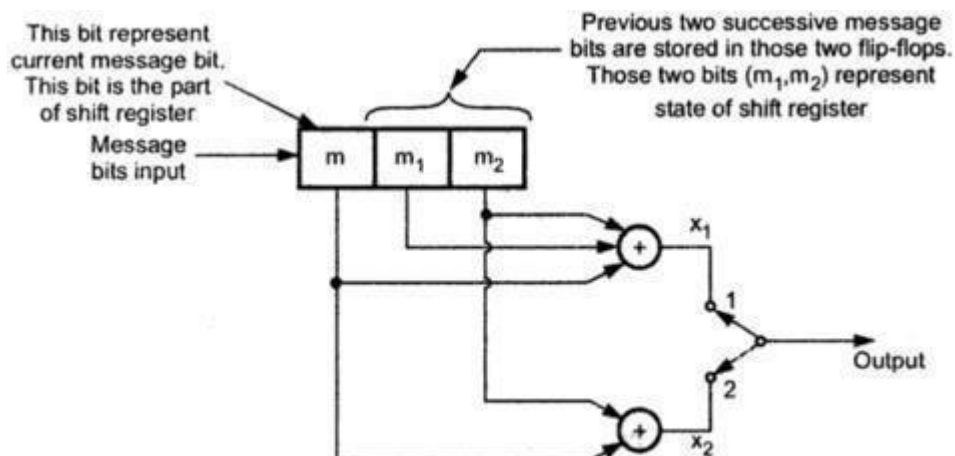 This bit represent
current message bit.
This bit is the part
of shift register
Message
bits input
Previous two successive message
bits are stored in those two flip-flops.
Those two bits (m₁,m₂) represent
state of shift register
m
m₁
m₂
+
x₁
1
Output
2
+
x₂